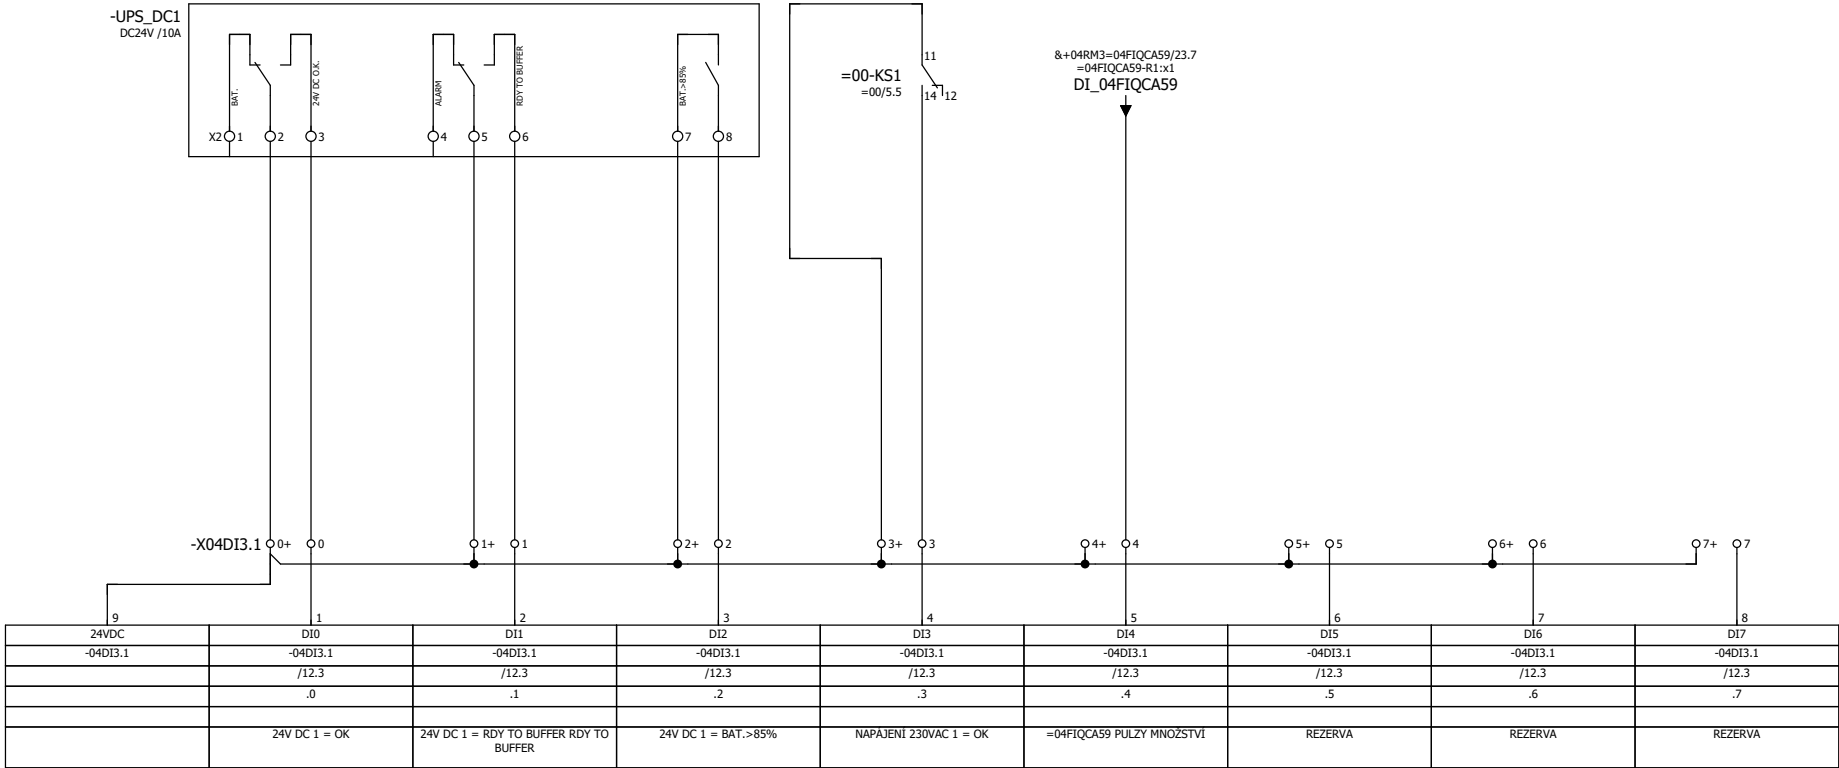 -UPS_DC1
DC24V /10A
BAT.
24V DC O.K.
ALARM
RDY TO BUFFER
BAT.>85%
X2 1 2 3 4 5 6 7 8
=00-KS1
=00/5.5
11
14 12
&+04RM3=04FIQCA59/23.7
=04FIQCA59-R1:x1
DI_04FIQCA59
-X04DI3.1 0+ 0 1+ 1 2+ 2 3+ 3 4+ 4 5+ 5 6+ 6 7+ 7
9 1 2 3 4 5 6 7 8
24VDC DI0 DI1 DI2 DI3 DI4 DI5 DI6 DI7
-04DI3.1 -04DI3.1 -04DI3.1 -04DI3.1 -04DI3.1 -04DI3.1 -04DI3.1 -04DI3.1 -04DI3.1
/12.3 /12.3 /12.3 /12.3 /12.3 /12.3 /12.3 /12.3
.0 .1 .2 .3 .4 .5 .6 .7
24V DC 1 = OK
24V DC 1 = RDY TO BUFFER RDY TO
BUFFER
24V DC 1 = BAT.>85%
NAPÁJENÍ 230VAC 1 = OK
=04FIQCA59 PULZY MNOŽSTVÍ
REZERVA
REZERVA
REZERVA